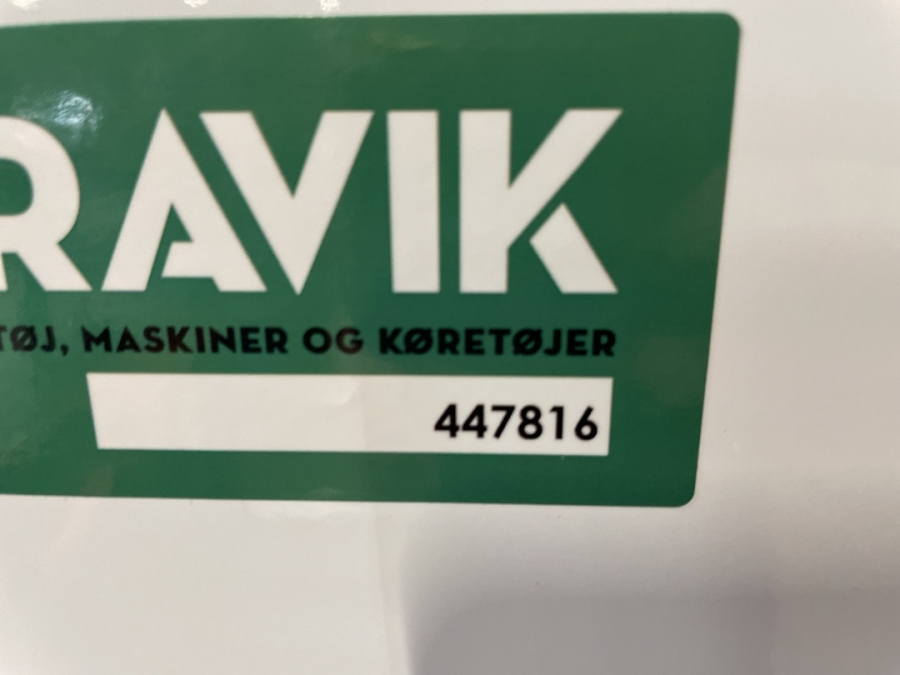 RAVIK
TØJ, MASKINER OG KØRETØJER
447816